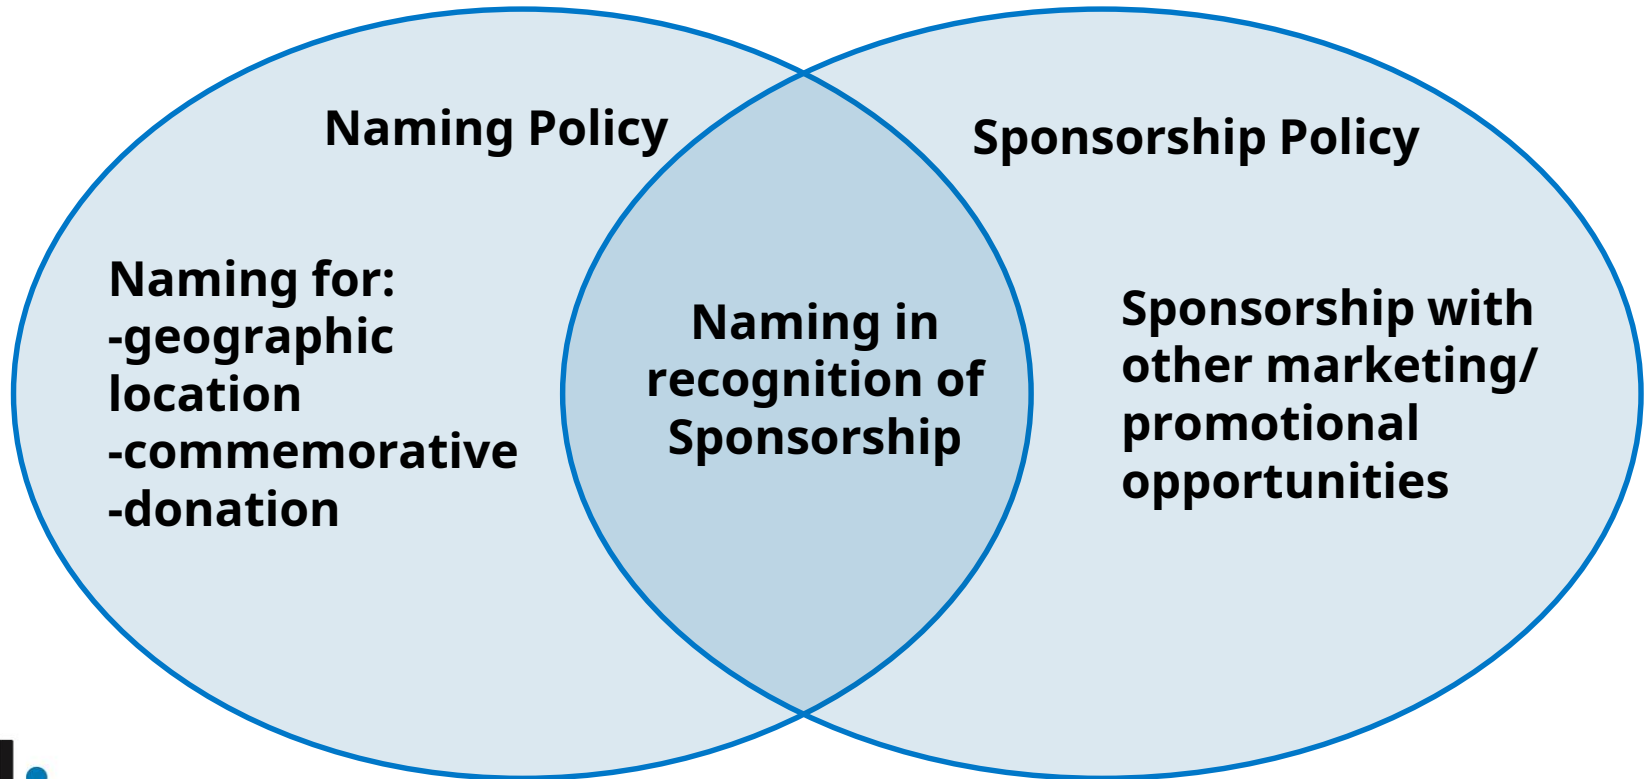 Naming Policy
Sponsorship Policy
Naming for:
-geographic
location
-commemorative
-donation
Naming in
recognition of
Sponsorship
Sponsorship with
other marketing/
promotional
opportunities